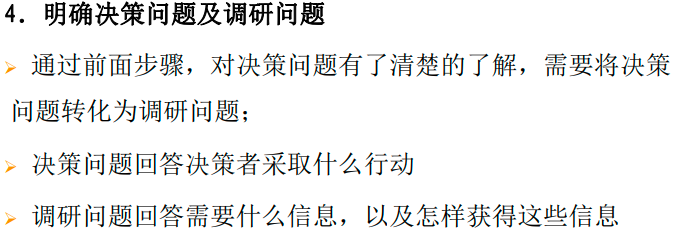 4．明确决策问题及调研问题
➢ 通过前面步骤，对决策问题有了清楚的了解，需要将决策
问题转化为调研问题；
➢ 决策问题回答决策者采取什么行动
➢ 调研问题回答需要什么信息，以及怎样获得这些信息